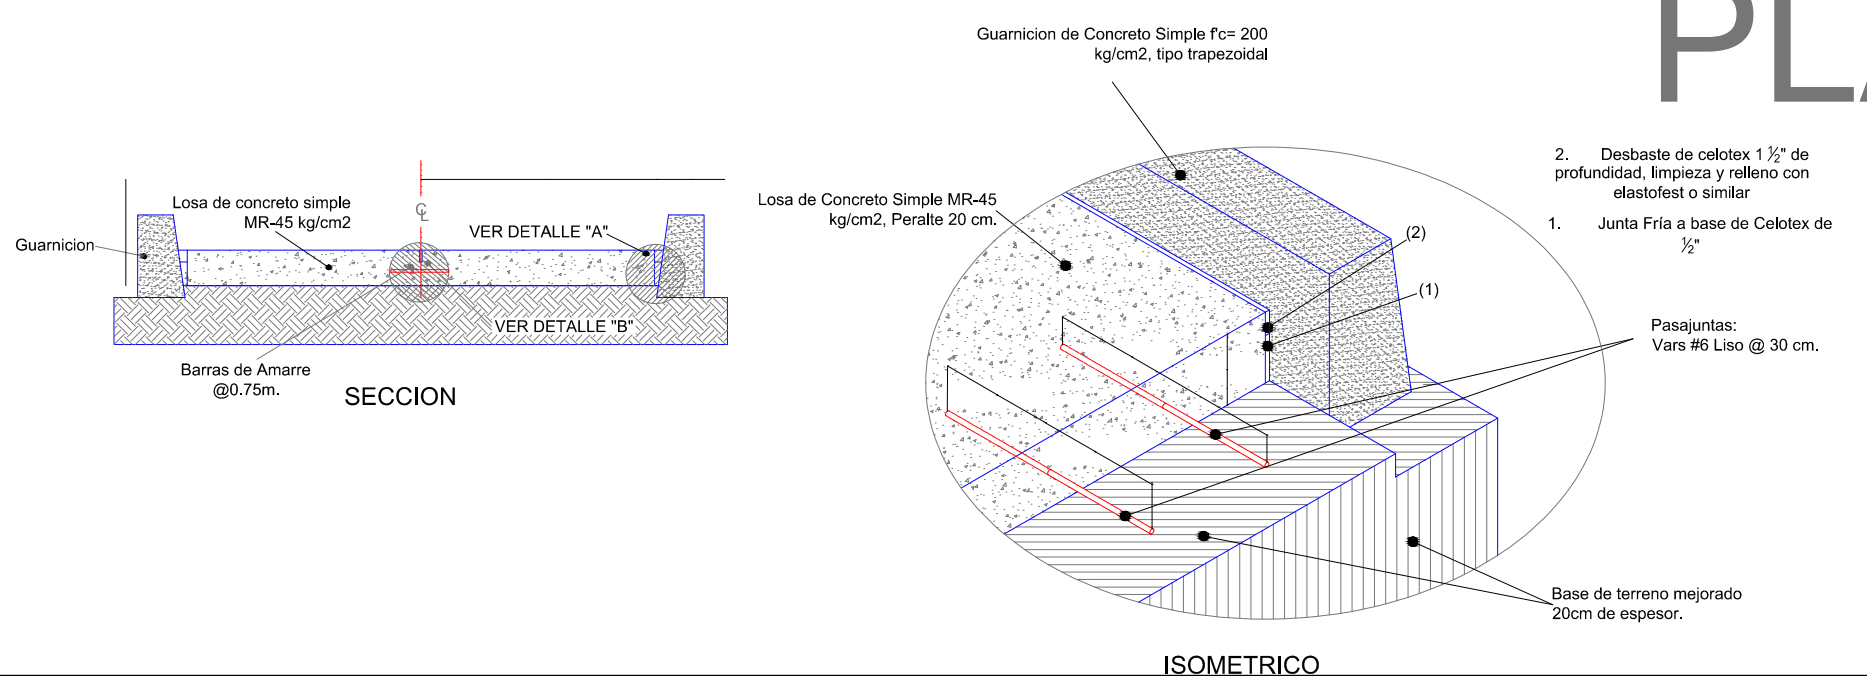 PLA
Guarnicion de Concreto Simple f'c= 200
kg/cm2, tipo trapezoidal
2. Desbaste de celotex 1 ½" de
profundidad, limpieza y relleno con
elastofest o similar
1. Junta Fría a base de Celotex de
½"
Losa de concreto simple
MR-45 kg/cm2
CL
VER DETALLE "A"
Guarnicion
VER DETALLE "B"
Barras de Amarre
@0.75m.
SECCION
Losa de Concreto Simple MR-45
kg/cm2, Peralte 20 cm.
(2)
(1)
Pasajuntas:
Vars #6 Liso @ 30 cm.
Base de terreno mejorado
20cm de espesor.
ISOMETRICO